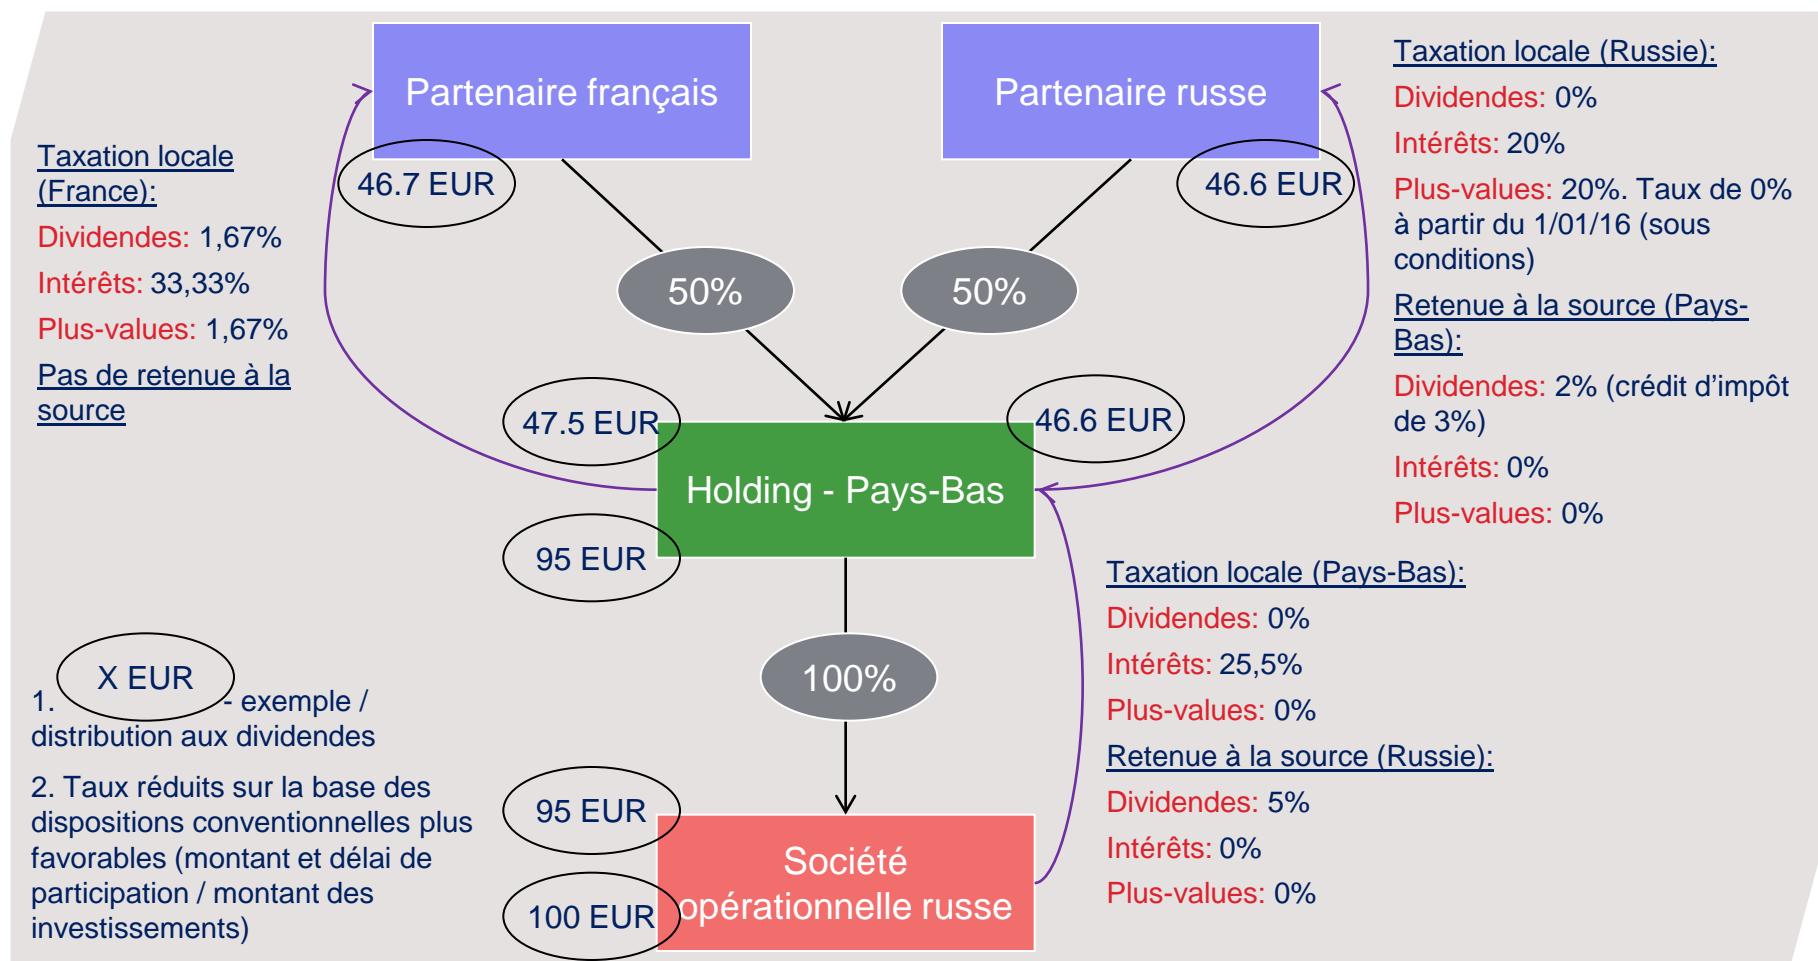 Partenaire français
Partenaire russe
46.7 EUR
46.6 EUR
Taxation locale
(France):
Dividendes: 1,67%
Intérêts: 33,33%
Plus-values: 1,67%
Pas de retenue à la
source
50%
50%
Taxation locale (Russie):
Dividendes: 0%
Intérêts: 20%
Plus-values: 20%. Taux de 0%
à partir du 1/01/16 (sous
conditions)
Retenue à la source (Pays-
Bas):
Dividendes: 2% (crédit d’impôt
de 3%)
Intérêts: 0%
Plus-values: 0%
47.5 EUR
46.6 EUR
Holding - Pays-Bas
95 EUR
100%
Taxation locale (Pays-Bas):
Dividendes: 0%
Intérêts: 25,5%
Plus-values: 0%
Retenue à la source (Russie):
Dividendes: 5%
Intérêts: 0%
Plus-values: 0%
X EUR
1. - exemple /
distribution aux dividendes
2. Taux réduits sur la base des
dispositions conventionnelles plus
favorables (montant et délai de
participation / montant des
investissements)
95 EUR
Société
opérationnelle russe
100 EUR